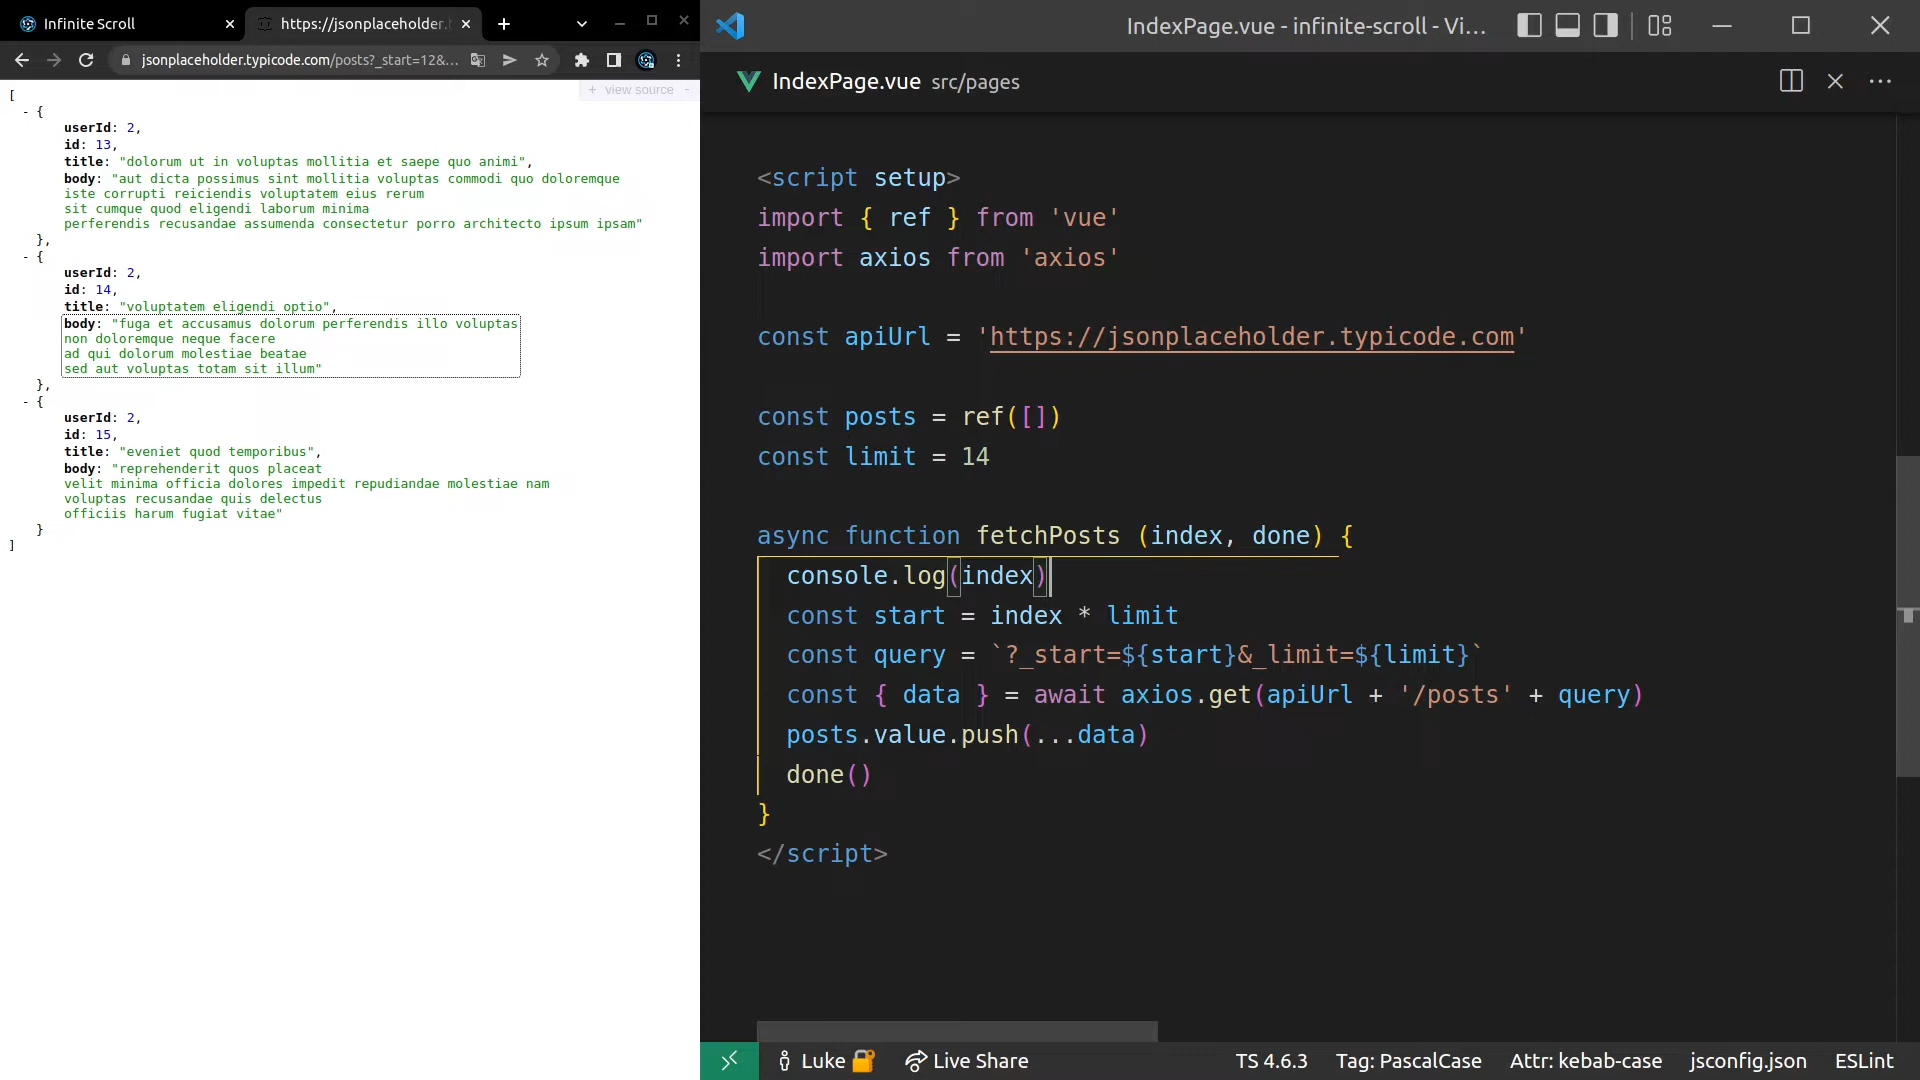 Infinite Scroll
https://jsonplaceholder.t
jsonplaceholder.typicode.com/posts?_start=12&...
+ view source -
[
- {
userId: 2,
id: 13,
title: "dolorum ut in voluptas mollitia et saepe quo animi",
body: "aut dicta possimus sint mollitia voluptas commodi quo doloremque
iste corrupti reiciendis voluptatem eius rerum
sit cumque quod eligendi laborum minima
perferendis recusandae assumenda consectetur porro architecto ipsum ipsam"
},
- {
userId: 2,
id: 14,
title: "voluptatem eligendi optio",
body: "fuga et accusamus dolorum perferendis illo voluptas
non doloremque neque facere
ad qui dolorum molestiae beatae
sed aut voluptas totam sit illum"
},
- {
userId: 2,
id: 15,
title: "eveniet quod temporibus",
body: "reprehenderit quos placeat
velit minima officia dolores impedit repudiandae molestiae nam
voluptas recusandae quis delectus
officiis harum fugiat vitae"
}
]
IndexPage.vue - infinite-scroll - Vi...
IndexPage.vue src/pages
<script setup>
import { ref } from 'vue'
import axios from 'axios'
const apiUrl = 'https://jsonplaceholder.typicode.com'
const posts = ref([])
const limit = 14
async function fetchPosts (index, done) {
console.log(index)
const start = index * limit
const query = `?_start=${start}&_limit=${limit}`
const { data } = await axios.get(apiUrl + '/posts' + query)
posts.value.push(...data)
done()
}
</script>
Luke 🔐 Live Share TS 4.6.3 Tag: PascalCase Attr: kebab-case jsconfig.json ESLint